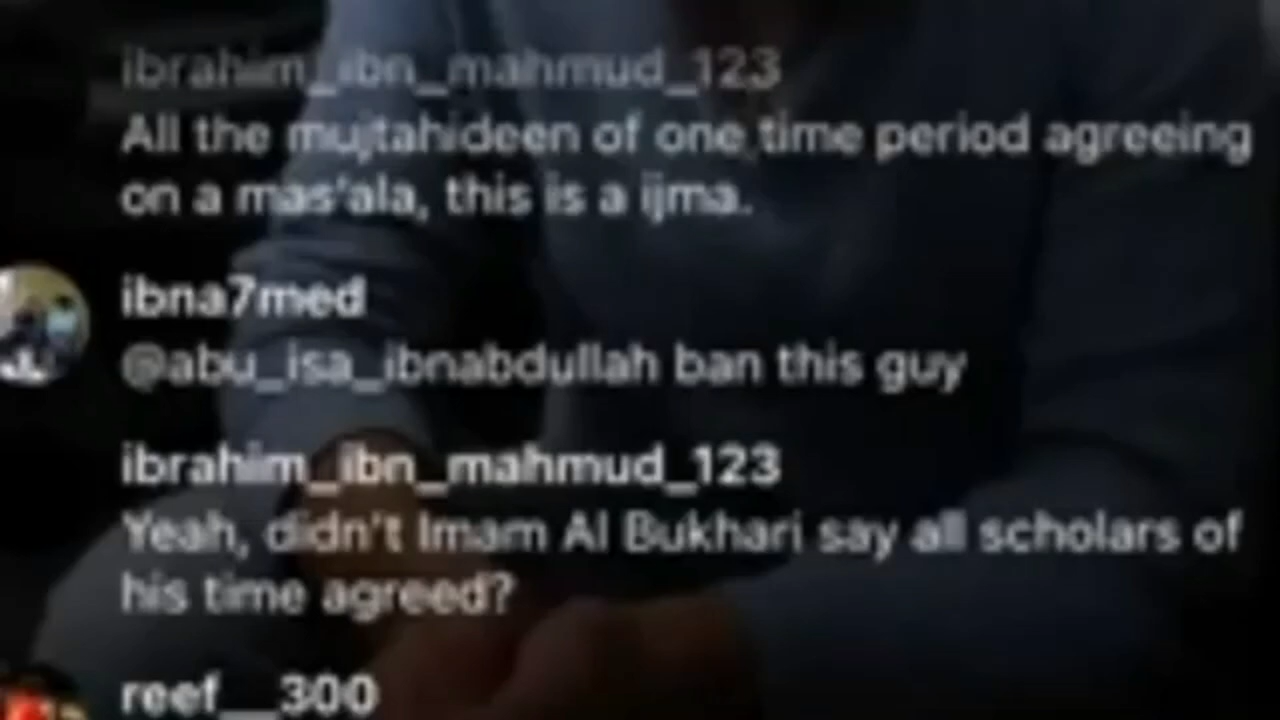 ibrahim_ibn_mahmud_123
All the mujtahideen of one time period agreeing
on a mas'ala, this is a ijma.
ibna7med
@abu_isa_ibnabdullah ban this guy
ibrahim_ibn_mahmud_123
Yeah, didn't Imam Al Bukhari say all scholars of
his time agreed?
reef__300